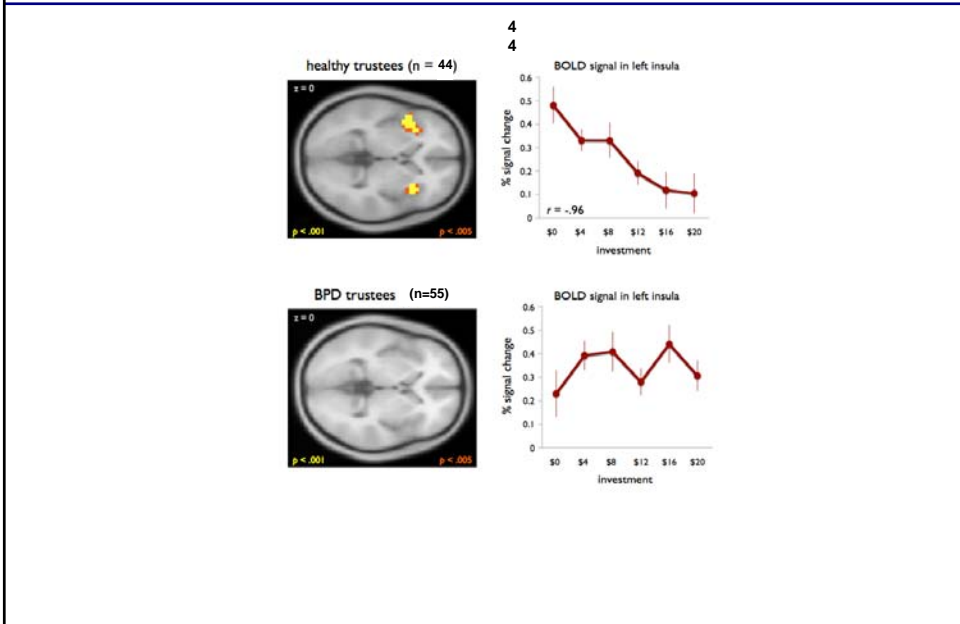 4
4
healthy trustees (n = 44)
z = 0
p < .001
p < .005
BOLD signal in left insula
% signal change
0.6
0.5
0.4
0.3
0.2
0.1
0
r = -.96
$0 $4 $8 $12 $16 $20
investment
BPD trustees (n=55)
z = 0
p < .001
p < .005
BOLD signal in left insula
% signal change
0.6
0.5
0.4
0.3
0.2
0.1
0
$0 $4 $8 $12 $16 $20
investment